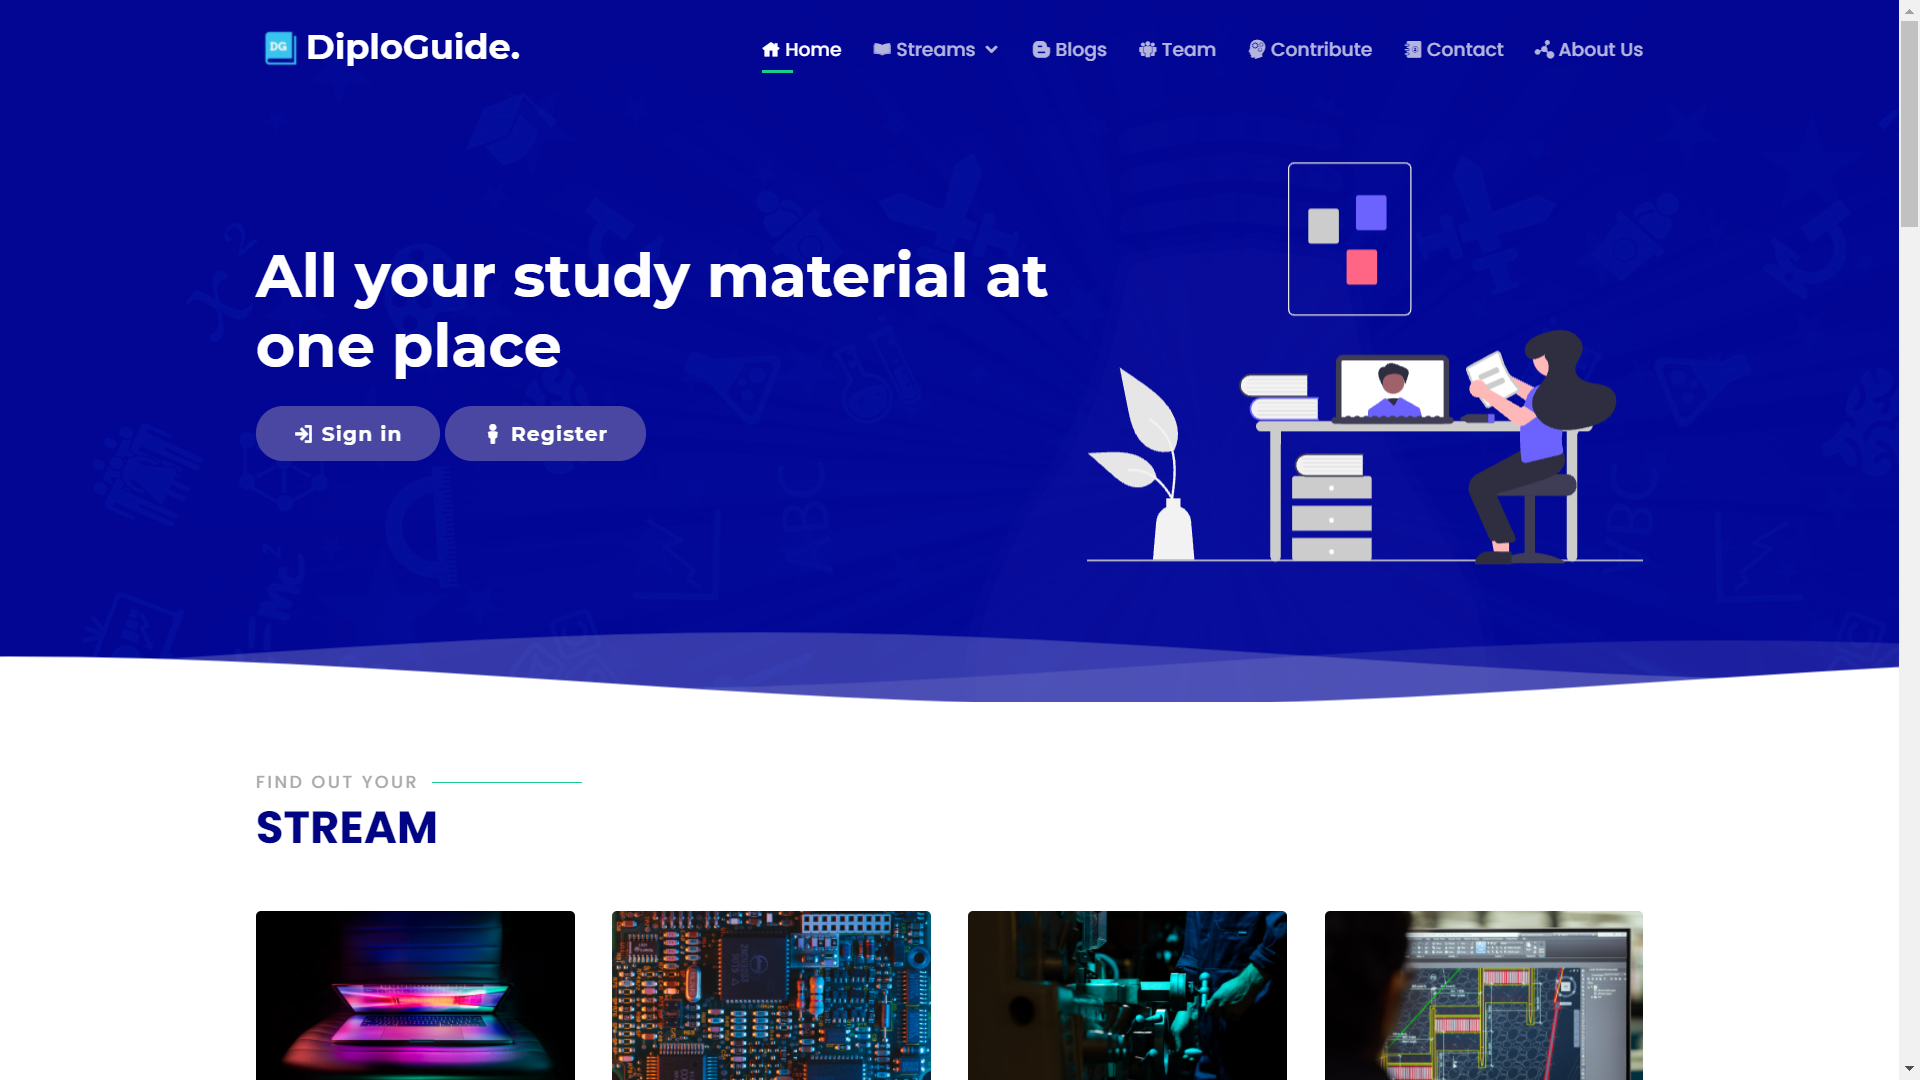 DG DiploGuide.
Home Streams Blogs Team Contribute Contact About Us
All your study material at
one place
Sign in Register
FIND OUT YOUR
STREAM